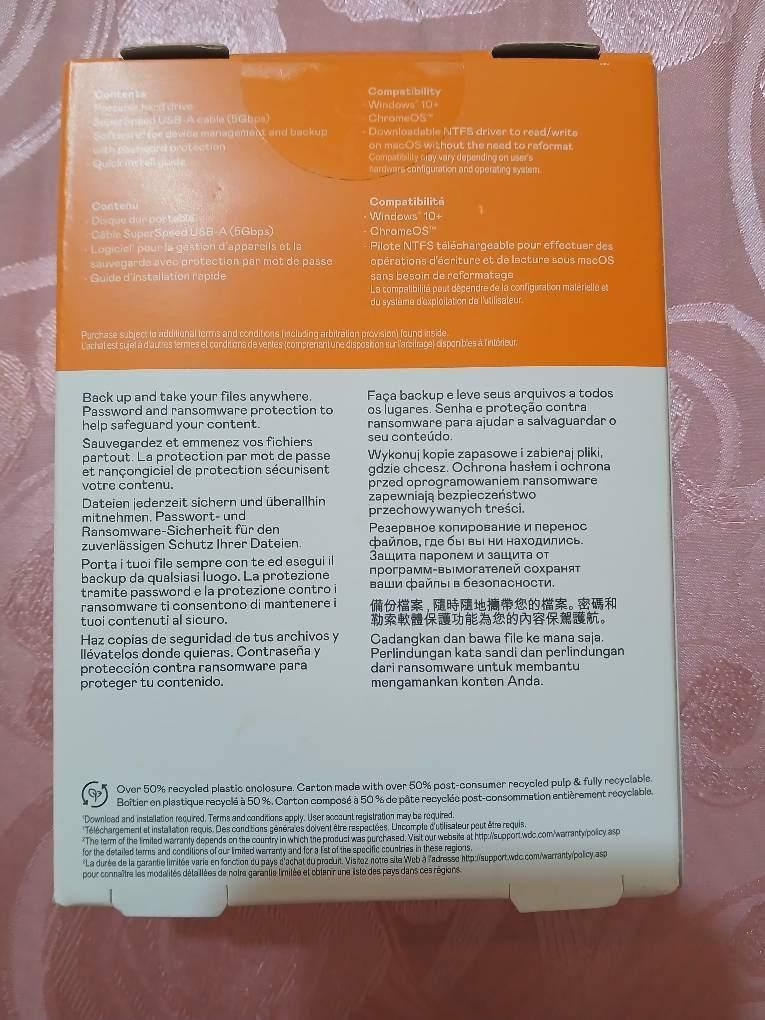 Contents
Portable hard drive
SuperSpeed USB-A cable (5Gbps)
Software¹ for device management and backup
with password protection
Quick install guide
Compatibility
· Windows® 10+
· ChromeOS™
· Downloadable NTFS driver to read/write
on macOS without the need to reformat
Compatibility may vary depending on user's
hardware configuration and operating system.
Contenu
· Disque dur portable
· Câble SuperSpeed USB-A (5Gbps)
· Logiciel¹ pour la gestion d'appareils et la
sauvegarde avec protection par mot de passe
· Guide d'installation rapide
Compatibilité
· Windows® 10+
· ChromeOS™
· Pilote NTFS téléchargeable pour effectuer des
opérations d'écriture et de lecture sous macOS
sans besoin de reformatage
La compatibilité peut dépendre de la configuration matérielle et
du système d'exploitation de l'utilisateur.
Purchase subject to additional terms and conditions (including arbitration provision) found inside.
L'achat est sujet à d'autres termes et conditions de ventes (comprenant une disposition sur l'arbitrage) disponibles à l'intérieur.
Back up and take your files anywhere.
Password and ransomware protection to
help safeguard your content.
Sauvegardez et emmenez vos fichiers
partout. La protection par mot de passe
et rançongiciel de protection sécurisent
votre contenu.
Dateien jederzeit sichern und überallhin
mitnehmen. Passwort- und
Ransomware-Sicherheit für den
zuverlässigen Schutz Ihrer Dateien.
Porta i tuoi file sempre con te ed esegui il
backup da qualsiasi luogo. La protezione
tramite password e la protezione contro i
ransomware ti consentono di mantenere i
tuoi contenuti al sicuro.
Haz copias de seguridad de tus archivos y
llévatelos donde quieras. Contraseña y
protección contra ransomware para
proteger tu contenido.
Faça backup e leve seus arquivos a todos
os lugares. Senha e proteção contra
ransomware para ajudar a salvaguardar o
seu conteúdo.
Wykonuj kopie zapasowe i zabieraj pliki,
gdzie chcesz. Ochrona hasłem i ochrona
przed oprogramowaniem ransomware
zapewniają bezpieczeństwo
przechowywanych treści.
Резервное копирование и перенос
файлов, где бы вы ни находились.
Защита паролем и защита от
программ-вымогателей сохранят
ваши файлы в безопасности.
備份檔案，隨時隨地攜帶您的檔案。密碼和
勒索軟體保護功能為您的內容保駕護航。
Cadangkan dan bawa file ke mana saja.
Perlindungan kata sandi dan perlindungan
dari ransomware untuk membantu
mengamankan konten Anda.
Over 50% recycled plastic enclosure. Carton made with over 50% post-consumer recycled pulp & fully recyclable.
Boîtier en plastique recyclé à 50 %. Carton composé à 50 % de pâte recyclée post-consommation entièrement recyclable.
¹Download and installation required. Terms and conditions apply. User account registration may be required.
¹Téléchargement et installation requis. Des conditions générales doivent être respectées. Un compte d'utilisateur peut être requis.
²The term of the limited warranty depends on the country in which the product was purchased. Visit our website at http://support.wdc.com/warranty/policy.asp
for the detailed terms and conditions of our limited warranty and for a list of the specific countries in these regions.
²La durée de la garantie limitée varie en fonction du pays d'achat du produit. Visitez notre site Web à l'adresse http://support.wdc.com/warranty/policy.asp
pour connaître les modalités détaillées de notre garantie limitée et obtenir une liste des pays dans ces régions.